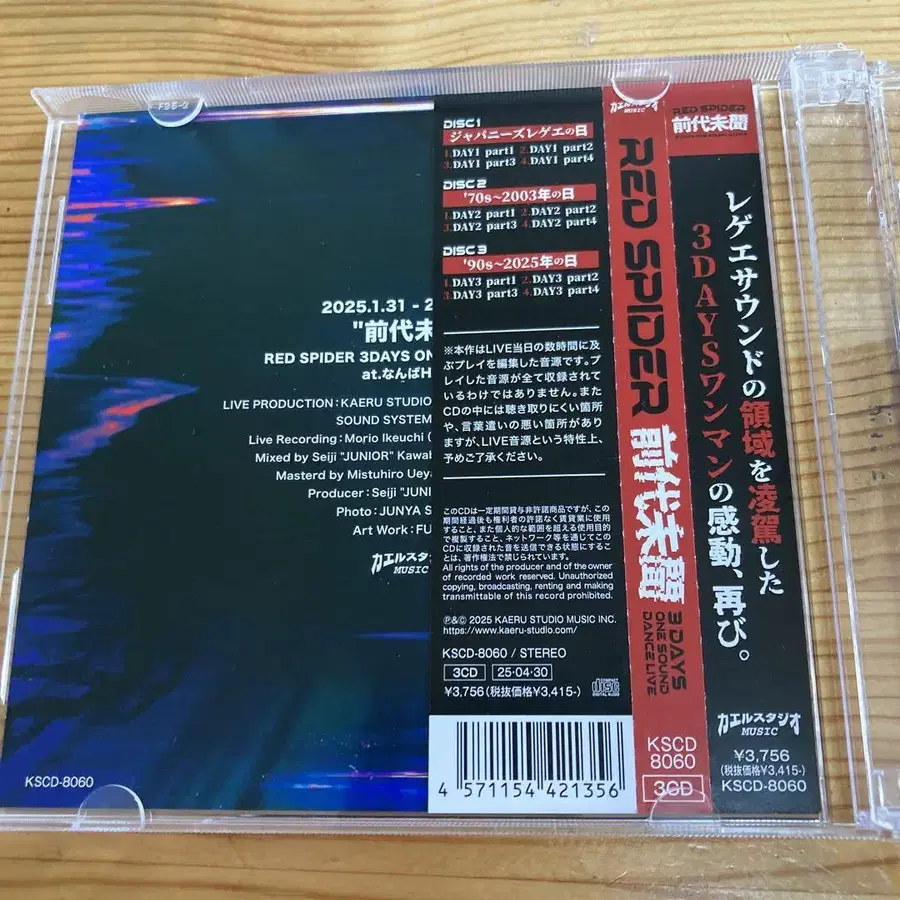 F95-2
2025.1.31 - 2
"前代未
RED SPIDER 3DAYS ON
at.なんばH
LIVE PRODUCTION:KAERU STUDIO
SOUND SYSTEM
Live Recording:Morio Ikeuchi (
Mixed by Seiji "JUNIOR" Kawab
Masterd by Mistuhiro Ueya
Producer:Seiji "JUNI
Photo:JUNYA S
Art Work:FU
カエルスタジオ
MUSIC
KSCD-8060
DISC 1
ジャパニーズレゲエの日
1.DAY1 part1 2.DAY1 part2
3.DAY1 part3 4.DAY1 part4
DISC 2
'70s~2003年の日
1.DAY2 part1 2.DAY2 part2
3.DAY2 part3 4.DAY2 part4
DISC 3
'90s~2025年の日
1.DAY3 part1 2.DAY3 part2
3.DAY3 part3 4.DAY3 part4
※本作はLIVE当日の数時間に及
ぶプレイを編集した音源です。プ
レイした音源が全て収録されて
いるわけではありません。また
CDの中には聴き取りにくい箇所
や、言葉遣いの悪い箇所があり
ますが、LIVE音源という特性上、
予めご了承ください。
このCDは一定期間貸与非許諾商品ですが、この
期間経過後も権利者の許諾なく賃貸業に使用
すること、また個人的な範囲を超える使用目的
で複製すること、ネットワーク等を通じてこの
CDに収録された音を送信できる状態にすること
は、著作権法で禁じられています。
All rights of the producer and of the owner
of recorded work reserved. Unauthorized
copying, broadcasting, renting and making
transmittable of this record prohibited.
℗&© 2025 KAERU STUDIO MUSIC INC.
https://www.kaeru-studio.com/
KSCD-8060 / STEREO
3CD 25・04・30
¥3,756(税抜価格¥3,415-)
COMPACT
disc
DIGITAL AUDIO
4 571154 421356
カエルスタジオ
MUSIC
RED SPIDER
前代未聞
3 DAYS
ONE SOUND
DANCE LIVE
KSCD
8060
3CD
RED SPIDER
前代未聞
レゲエサウンドの領域を凌駕した
3DAYSワンマンの感動、再び。
カエルスタジオ
MUSIC
¥3,756
(税抜価格¥3,415-)
KSCD-8060